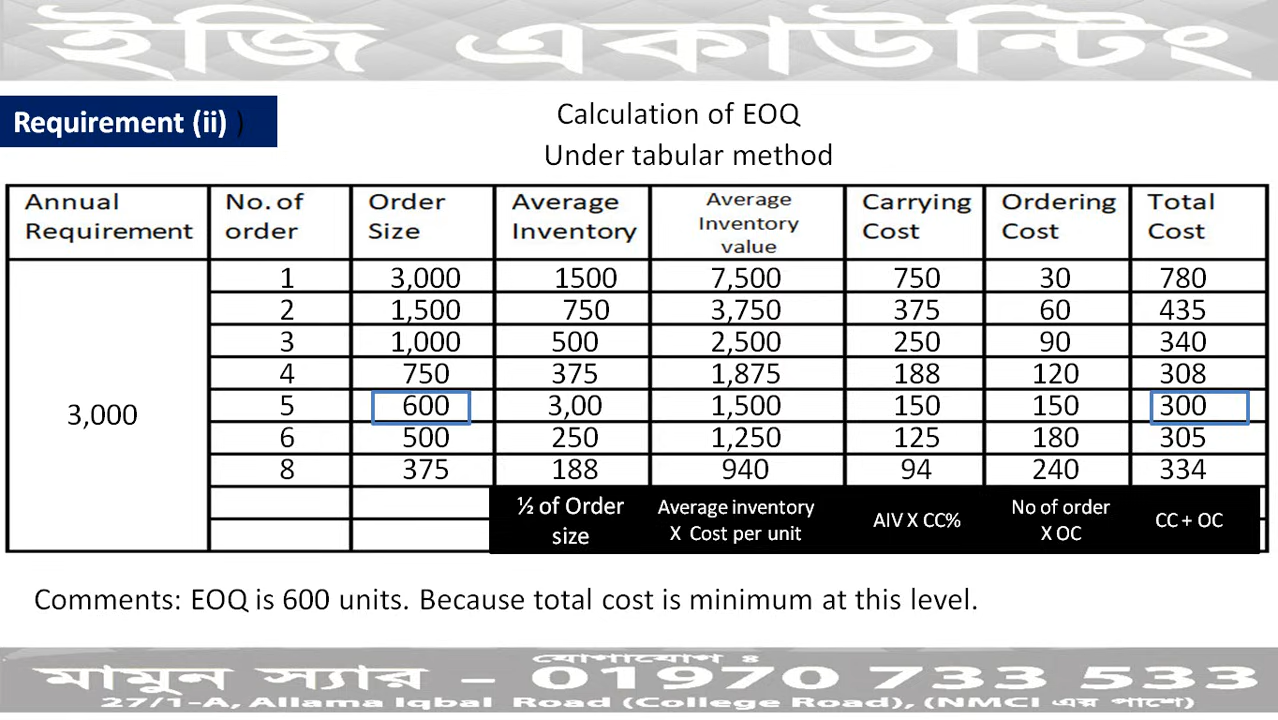 ইজি একাউন্টিং
Requirement (ii) )
Calculation of EOQ
Under tabular method
Annual Requirement No. of order Order Size Average Inventory Average Inventory value Carrying Cost Ordering Cost Total Cost
3,000
1 3,000 1500 7,500 750 30 780
2 1,500 750 3,750 375 60 435
3 1,000 500 2,500 250 90 340
4 750 375 1,875 188 120 308
5 600 3,00 1,500 150 150 300
6 500 250 1,250 125 180 305
8 375 188 940 94 240 334
½ of Order size Average inventory X Cost per unit AIV X CC% No of order X OC CC + OC
Comments: EOQ is 600 units. Because total cost is minimum at this level.
যোগাযোগ ঃ
মামুন স্যার – 01970 733 533
27/1-A, Allama Iqbal Road (College Road), (NMCI এর পাশে)